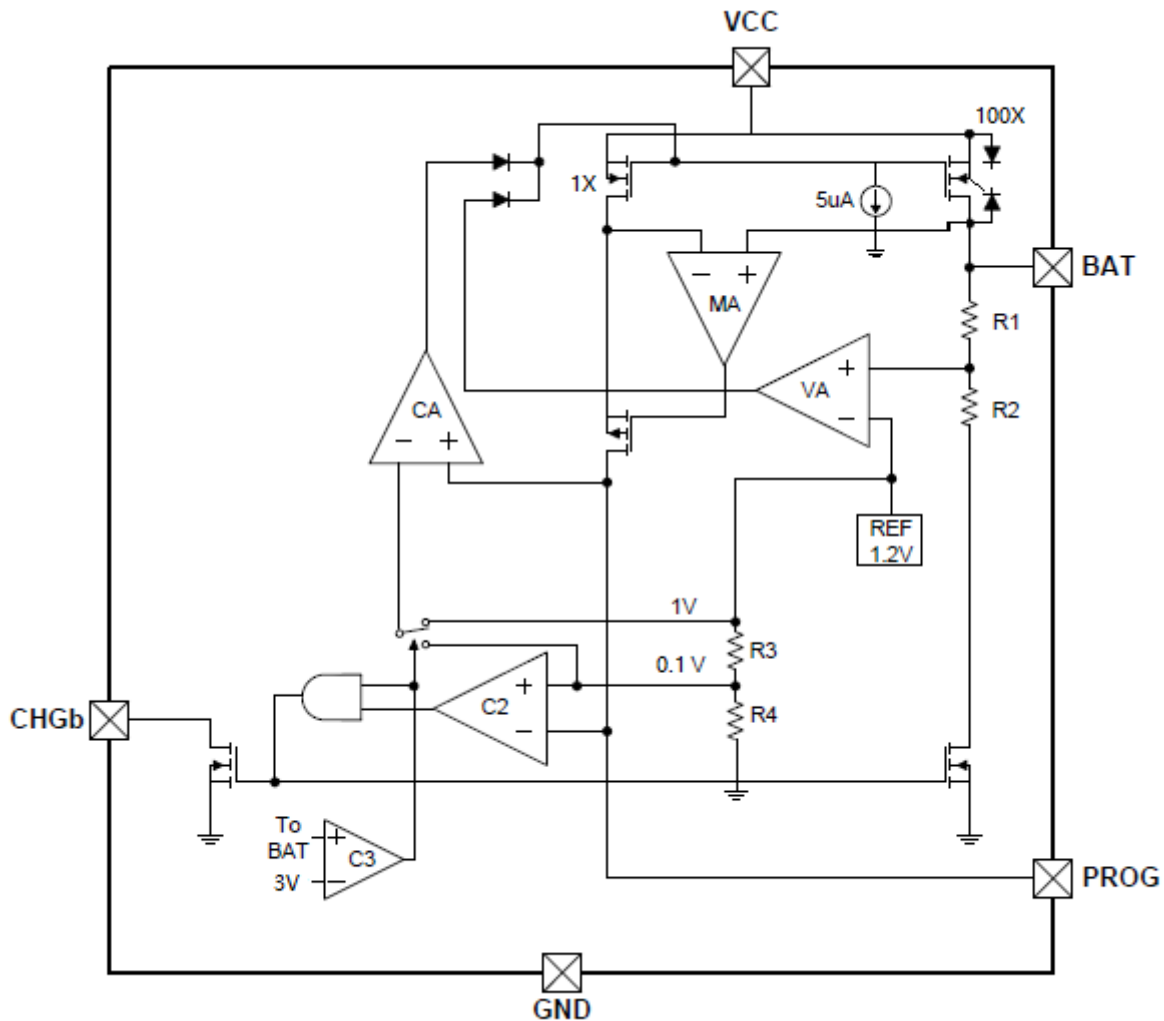 VCC
100X
1X
5uA
− +
MA
BAT
R1
+
VA
−
R2
CA
− +
REF
1.2V
1V
R3
0.1 V
+
C2
−
R4
CHGb
To
BAT
+
C3
3V
−
PROG
GND